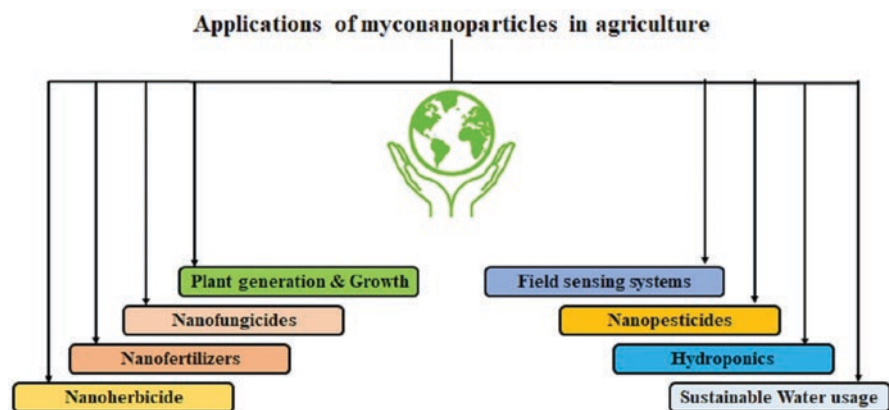 Applications of myconanoparticles in agriculture
Plant generation & Growth
Field sensing systems
Nanofungicides
Nanopesticides
Nanofertilizers
Hydroponics
Nanoherbicide
Sustainable Water usage